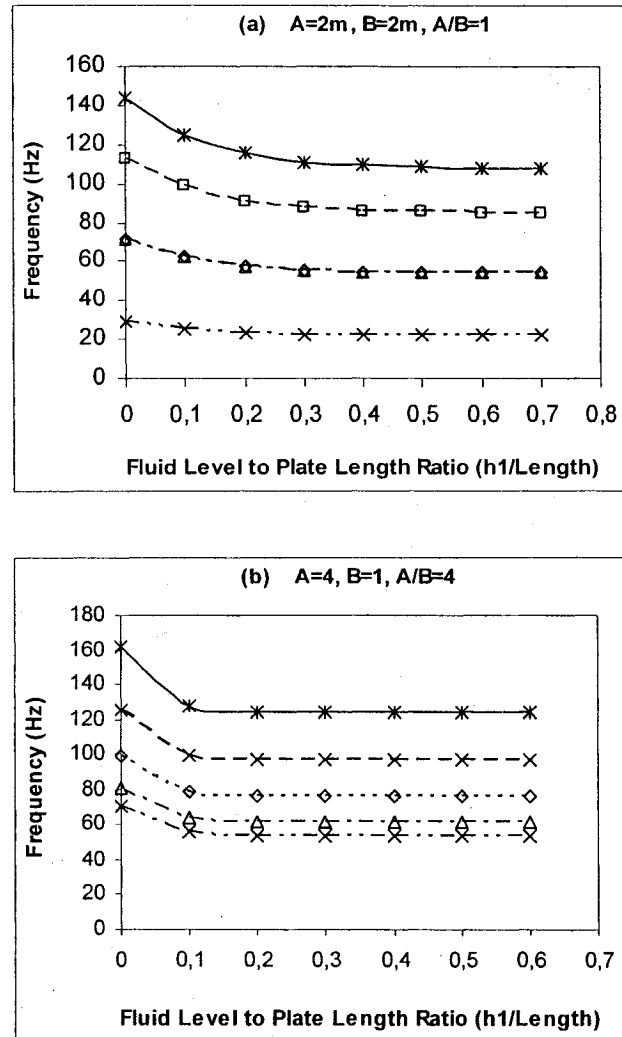 (a) A=2m, B=2m, A/B=1
160
140
120
100
80
60
40
20
0
Frequency (Hz)
0 0,1 0,2 0,3 0,4 0,5 0,6 0,7 0,8
Fluid Level to Plate Length Ratio (h1/Length)
(b) A=4, B=1, A/B=4
180
160
140
120
100
80
60
40
20
0
Frequency (Hz)
0 0,1 0,2 0,3 0,4 0,5 0,6 0,7
Fluid Level to Plate Length Ratio (h1/Length)